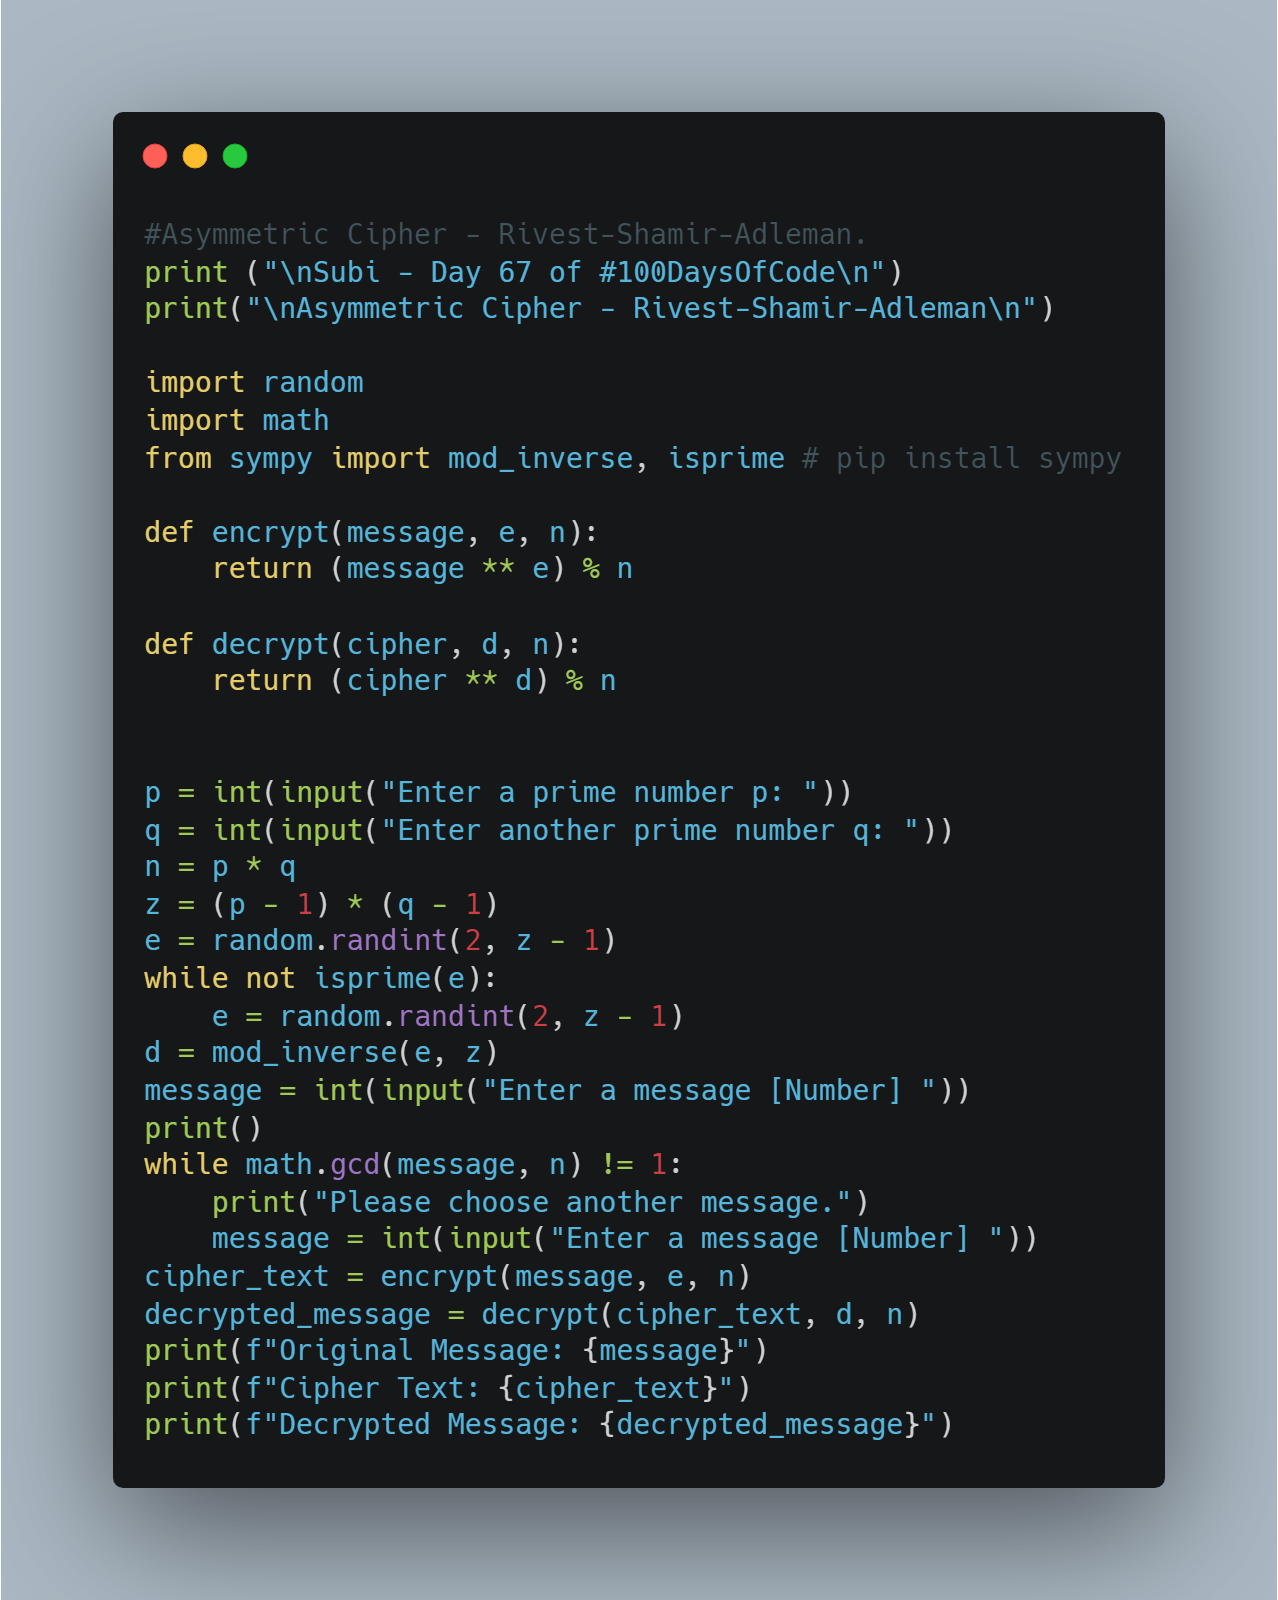 #Asymmetric Cipher - Rivest-Shamir-Adleman.
print ("\nSubi - Day 67 of #100DaysOfCode\n")
print("\nAsymmetric Cipher - Rivest-Shamir-Adleman\n")

import random
import math
from sympy import mod_inverse, isprime # pip install sympy

def encrypt(message, e, n):
    return (message ** e) % n

def decrypt(cipher, d, n):
    return (cipher ** d) % n


p = int(input("Enter a prime number p: "))
q = int(input("Enter another prime number q: "))
n = p * q
z = (p - 1) * (q - 1)
e = random.randint(2, z - 1)
while not isprime(e):
    e = random.randint(2, z - 1)
d = mod_inverse(e, z)
message = int(input("Enter a message [Number] "))
print()
while math.gcd(message, n) != 1:
    print("Please choose another message.")
    message = int(input("Enter a message [Number] "))
cipher_text = encrypt(message, e, n)
decrypted_message = decrypt(cipher_text, d, n)
print(f"Original Message: {message}")
print(f"Cipher Text: {cipher_text}")
print(f"Decrypted Message: {decrypted_message}")